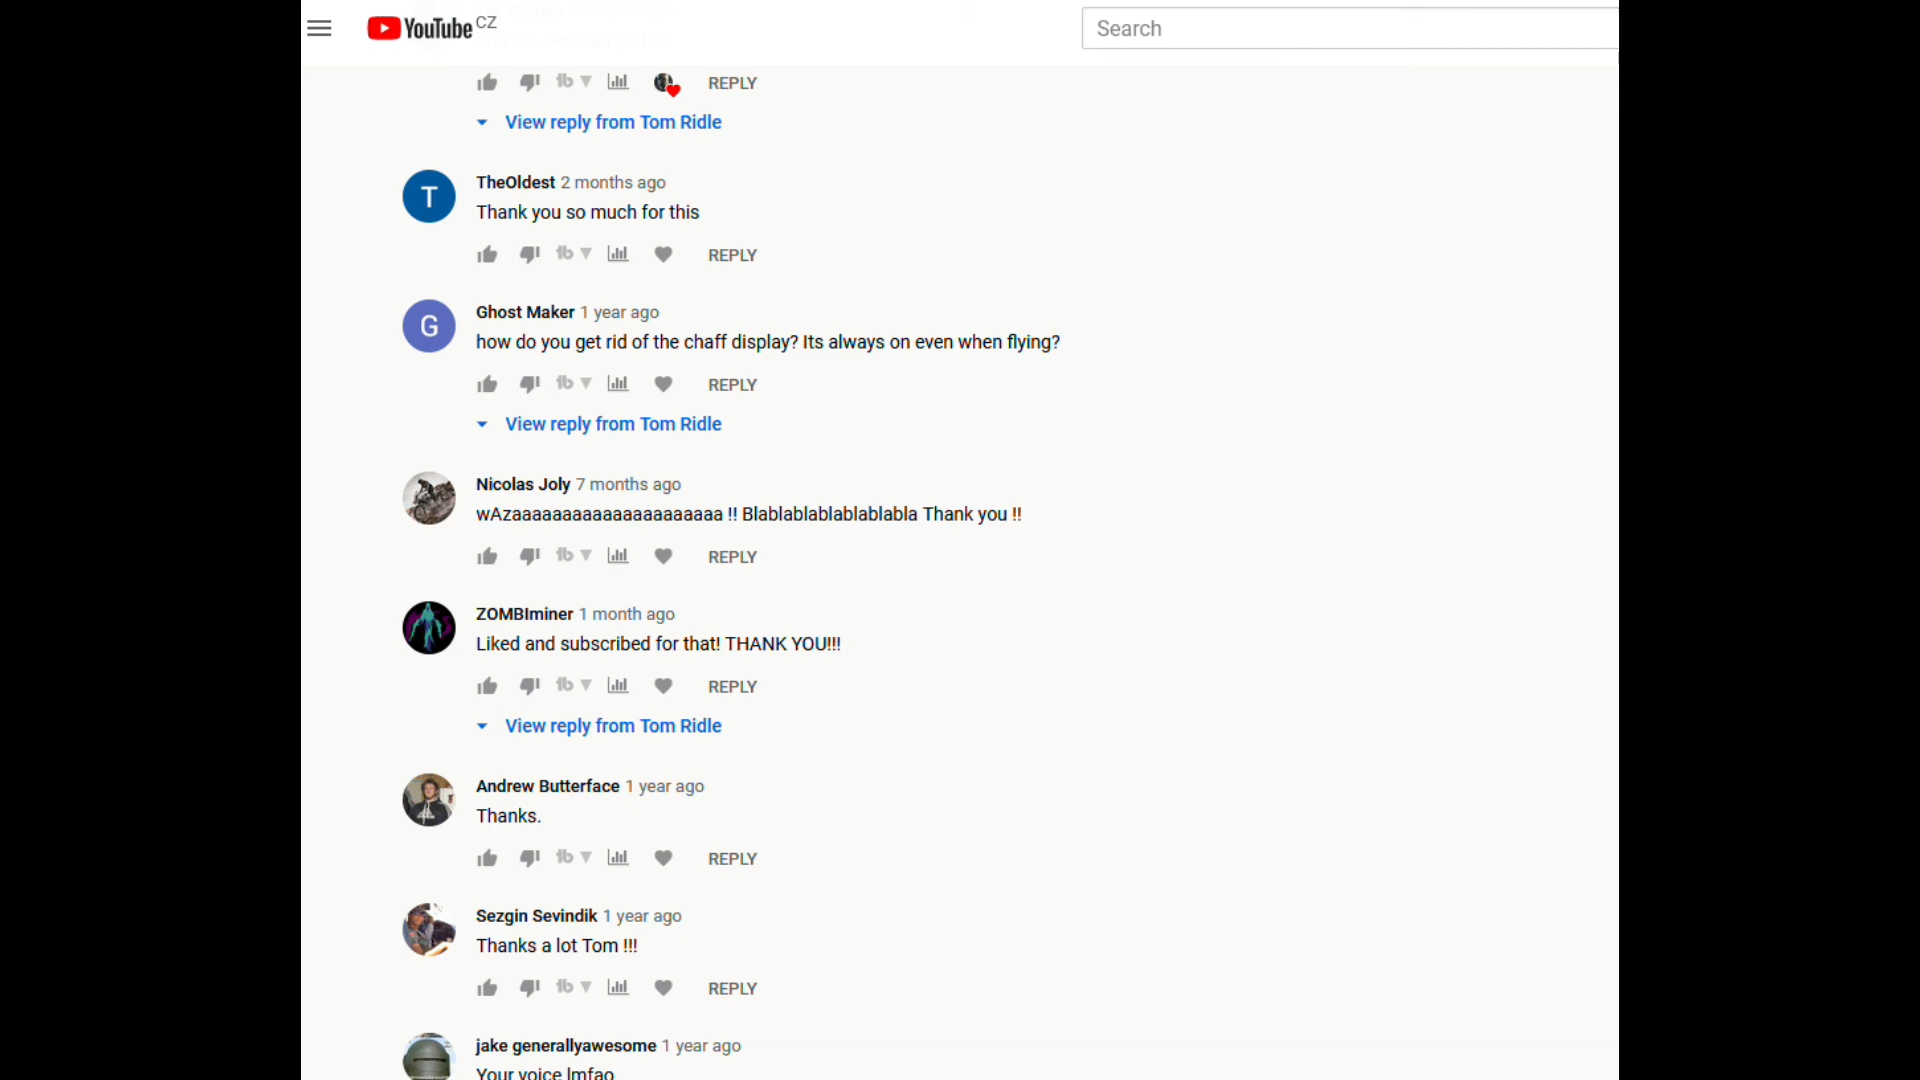 YouTube CZ
Search
REPLY
View reply from Tom Ridle
T
TheOldest 2 months ago
Thank you so much for this
REPLY
G
Ghost Maker 1 year ago
how do you get rid of the chaff display? Its always on even when flying?
REPLY
View reply from Tom Ridle
Nicolas Joly 7 months ago
wAzaaaaaaaaaaaaaaaaaaaaa !! Blablablablablablabla Thank you !!
REPLY
ZOMBIminer 1 month ago
Liked and subscribed for that! THANK YOU!!!
REPLY
View reply from Tom Ridle
Andrew Butterface 1 year ago
Thanks.
REPLY
Sezgin Sevindik 1 year ago
Thanks a lot Tom !!!
REPLY
jake generallyawesome 1 year ago
Your voice lmfao